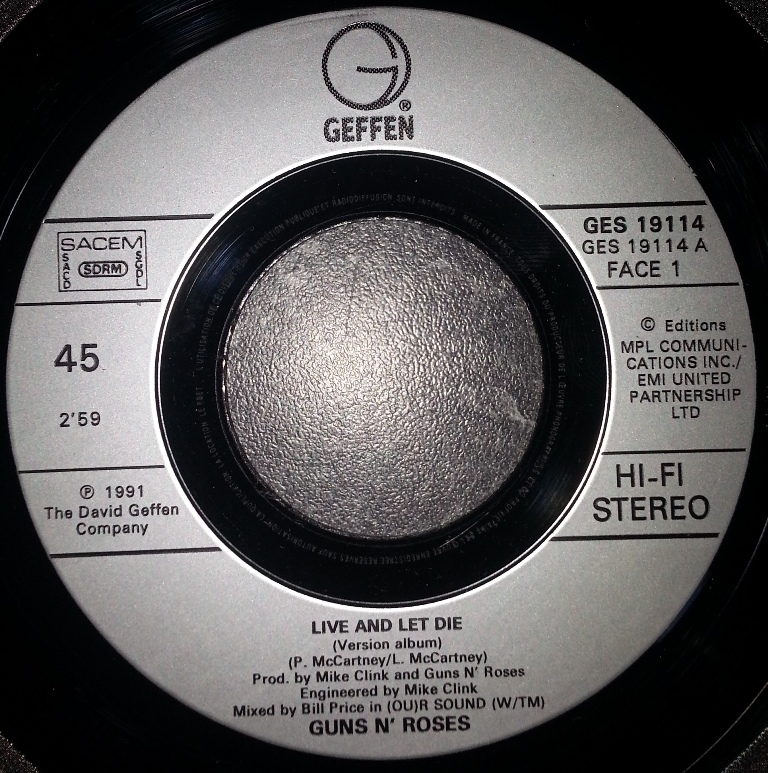 GEFFEN
®
SACEM
SACD
SDRM
SGDL
GES 19114
GES 19114 A
FACE 1
45
2'59
© Editions
MPL COMMUNI-
CATIONS INC./
EMI UNITED
PARTNERSHIP
LTD
℗ 1991
The David Geffen
Company
HI-FI
STEREO
LIVE AND LET DIE
(Version album)
(P. McCartney/L. McCartney)
Prod. by Mike Clink and Guns N' Roses
Engineered by Mike Clink
Mixed by Bill Price in (OU)R SOUND (W/TM)
GUNS N' ROSES
MADE IN FRANCE